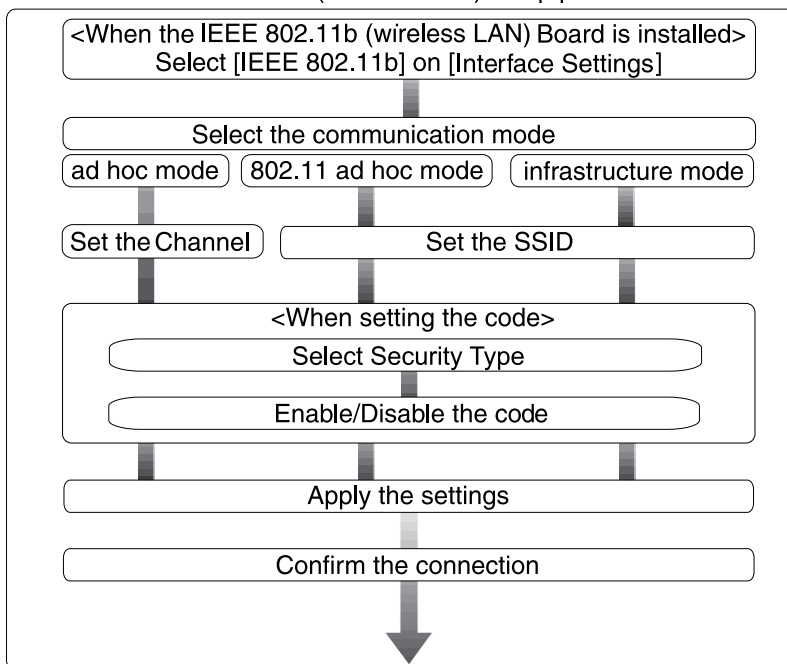 <When the IEEE 802.11b (wireless LAN) Board is installed>
Select [IEEE 802.11b] on [Interface Settings]
Select the communication mode
ad hoc mode
802.11 ad hoc mode
infrastructure mode
Set the Channel
Set the SSID
<When setting the code>
Select Security Type
Enable/Disable the code
Apply the settings
Confirm the connection